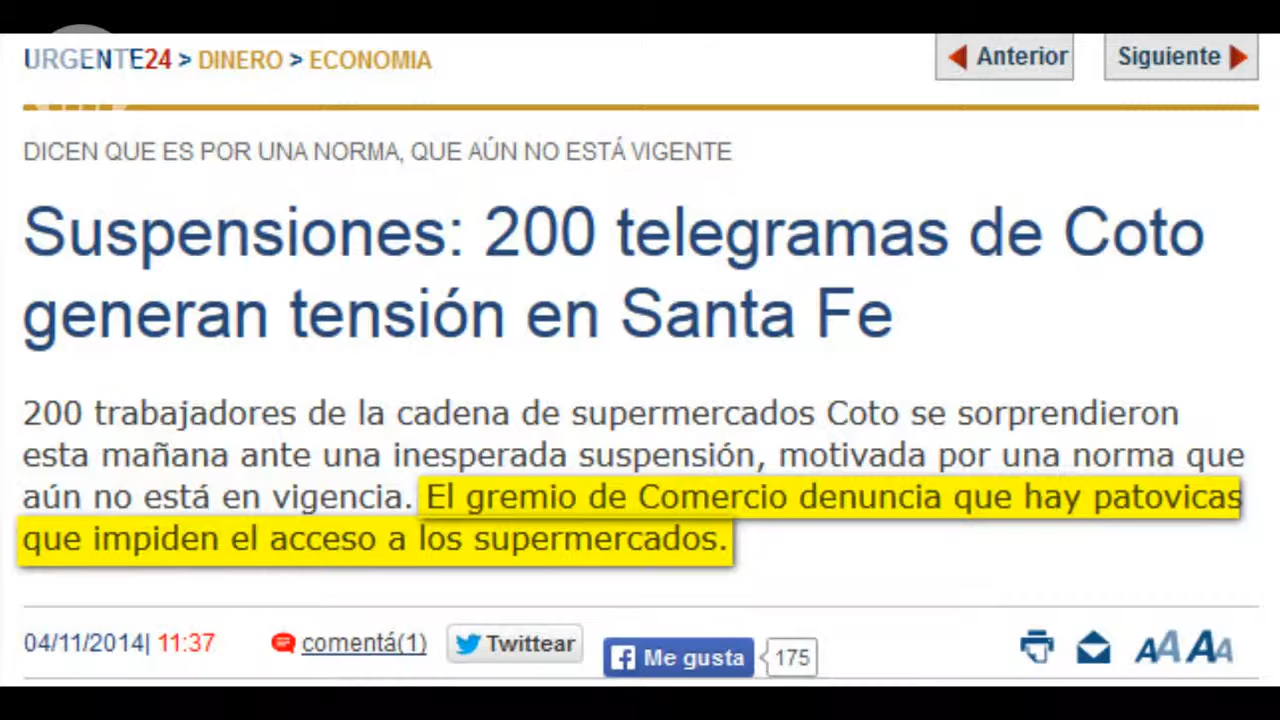 URGENTE24 > DINERO > ECONOMIA
Anterior
Siguiente
DICEN QUE ES POR UNA NORMA, QUE AÚN NO ESTÁ VIGENTE
Suspensiones: 200 telegramas de Coto
generan tensión en Santa Fe
200 trabajadores de la cadena de supermercados Coto se sorprendieron
esta mañana ante una inesperada suspensión, motivada por una norma que
aún no está en vigencia. El gremio de Comercio denuncia que hay patovicas
que impiden el acceso a los supermercados.
04/11/2014| 11:37
comentá(1)
Twittear
Me gusta
175
AA AA